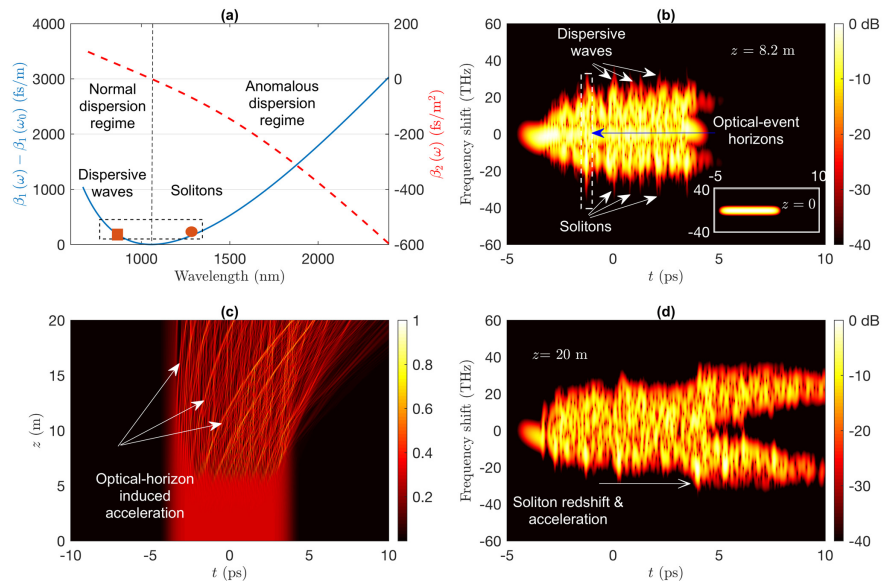 (a)
4000
3000
2000
1000
0
β₁ (ω) − β₁ (ω₀) (fs/m)
200
0
-200
-400
-600
β₂ (ω) (fs/m²)
Normal
dispersion
regime
Anomalous
dispersion
regime
Dispersive
waves
Solitons
1000
1500
2000
Wavelength (nm)
(b)
60
40
20
0
-20
-40
-60
Frequency shift (THz)
Dispersive
waves
z = 8.2 m
Optical-event
horizons
Solitons
-5
10
40
-40
z = 0
-5
0
5
10
t (ps)
0 dB
-10
-20
-30
-40
(c)
20
15
10
5
0
z (m)
Optical-horizon
induced
acceleration
-10
-5
0
5
10
t (ps)
1
0.8
0.6
0.4
0.2
(d)
60
40
20
0
-20
-40
-60
Frequency shift (THz)
z= 20 m
Soliton redshift &
acceleration
-5
0
5
10
t (ps)
0 dB
-10
-20
-30
-40